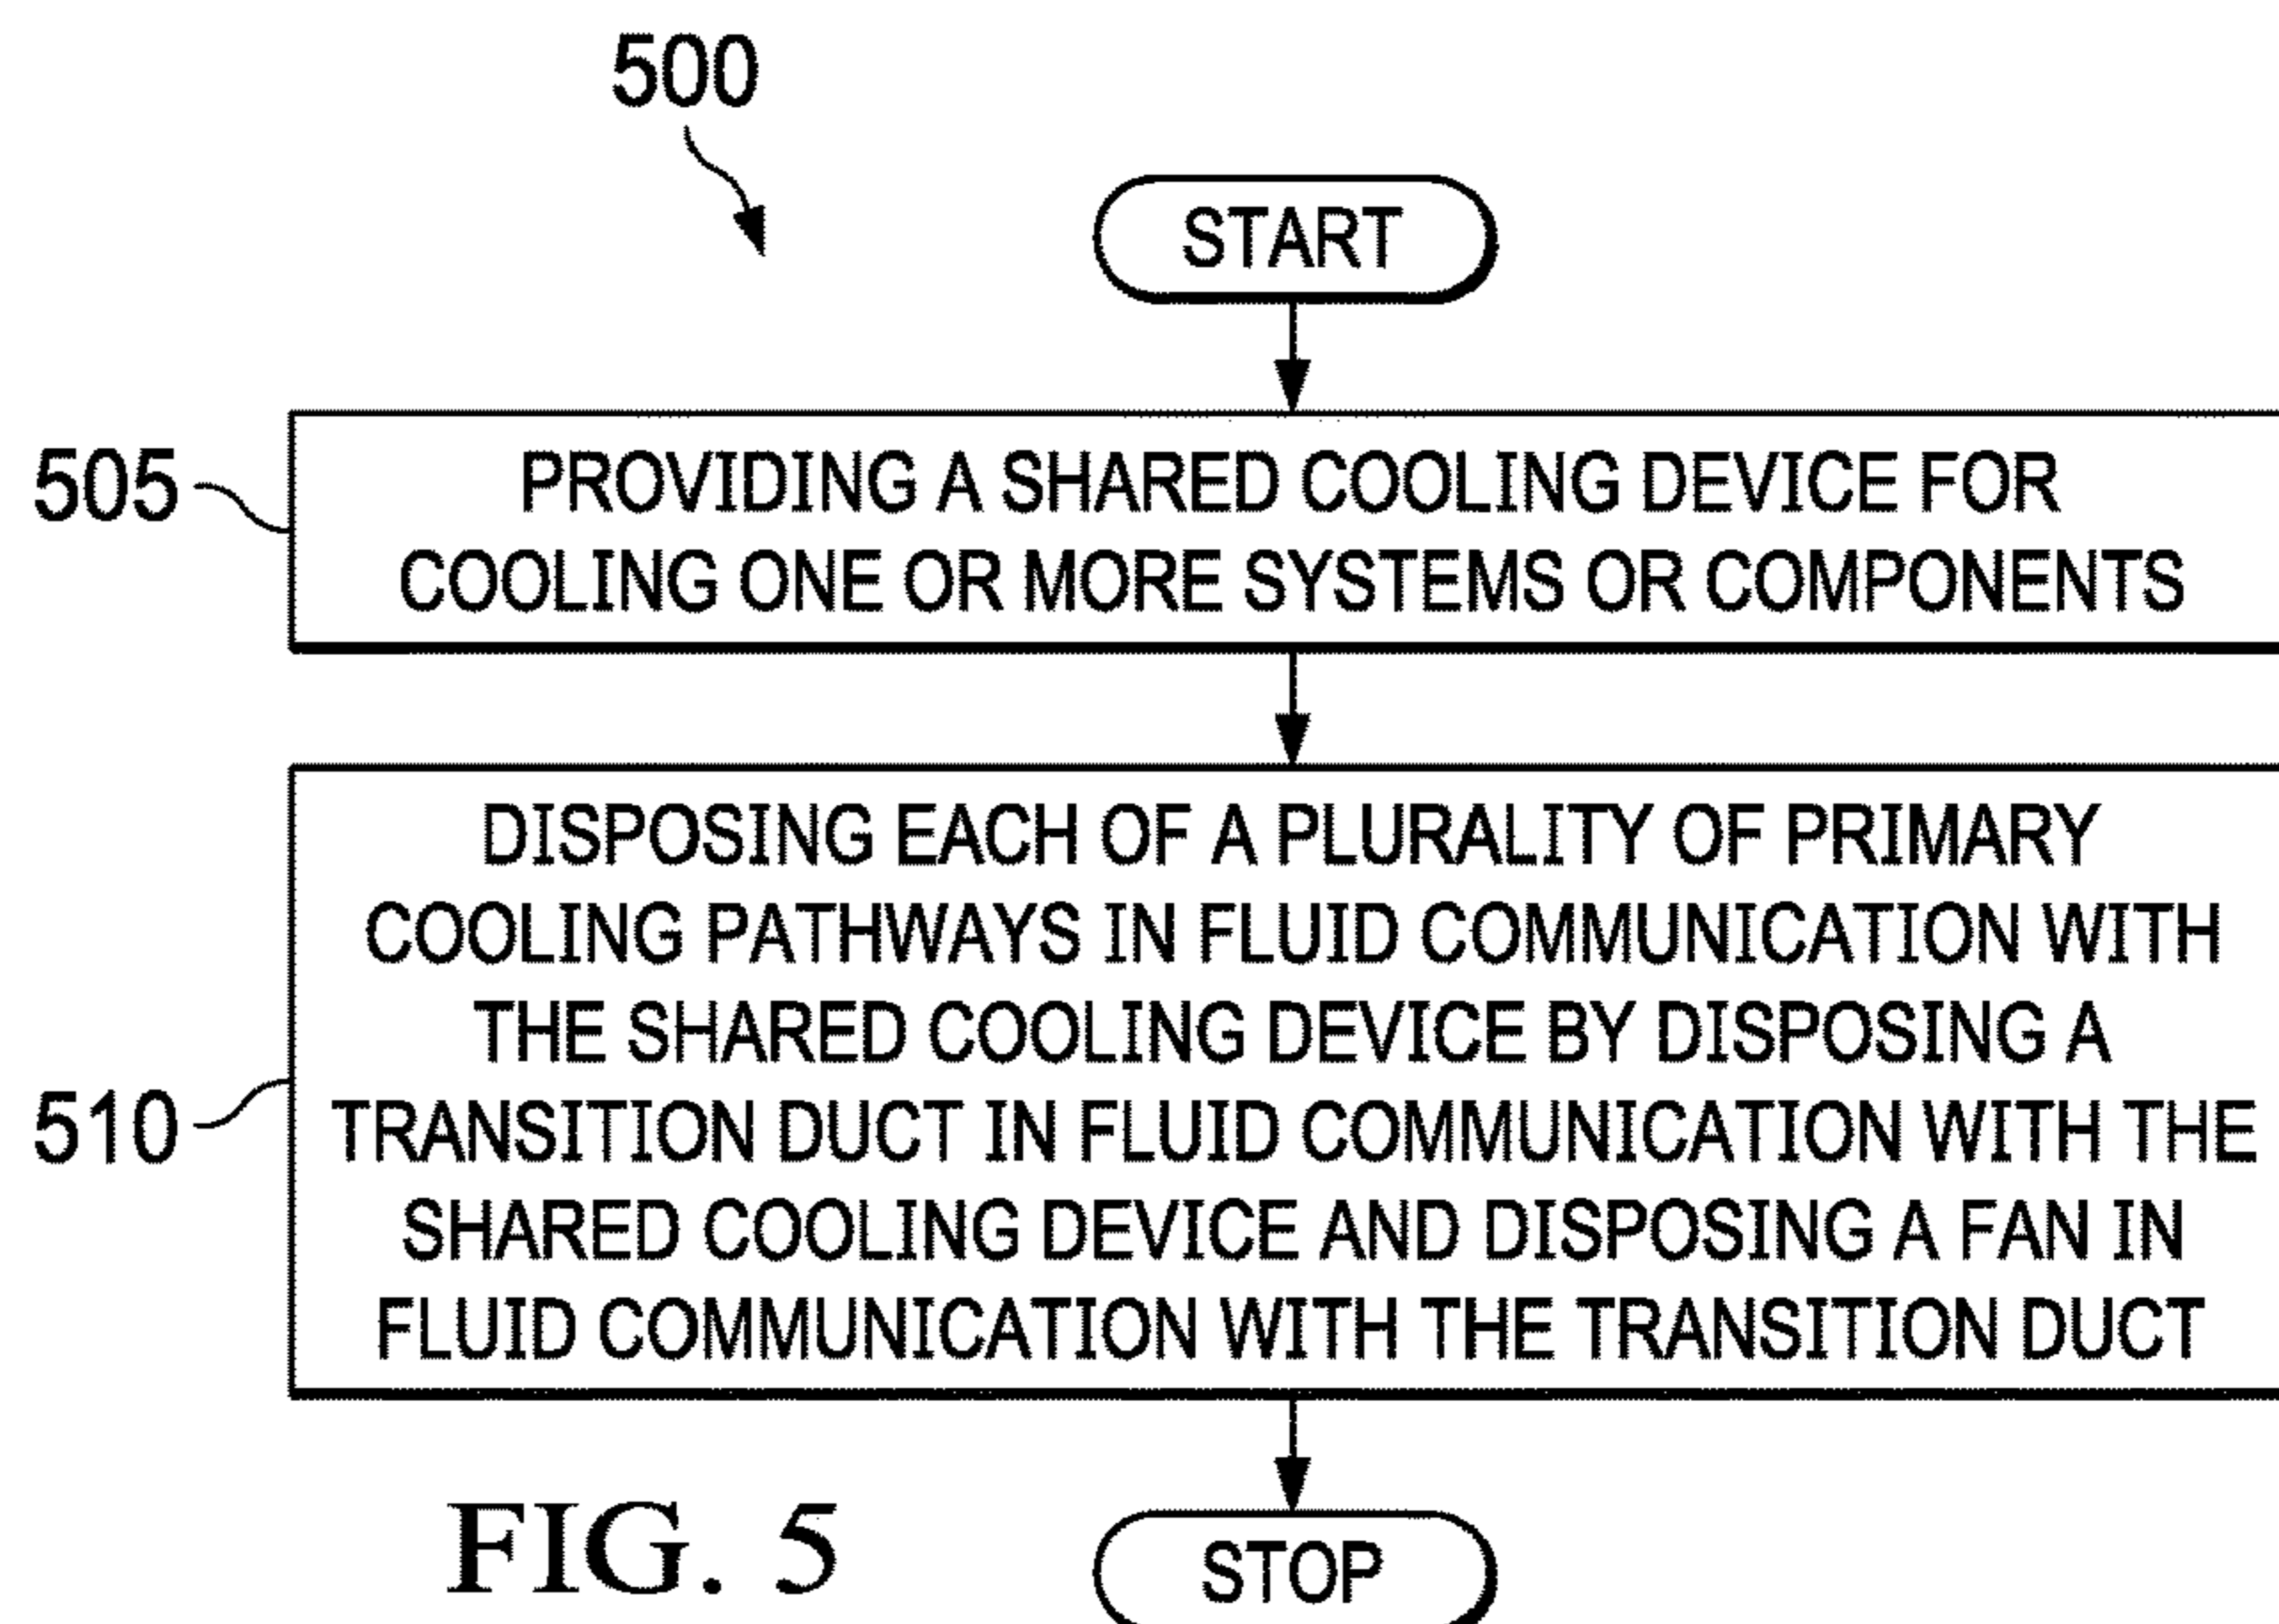 500
START
505
PROVIDING A SHARED COOLING DEVICE FOR
COOLING ONE OR MORE SYSTEMS OR COMPONENTS
510
DISPOSING EACH OF A PLURALITY OF PRIMARY
COOLING PATHWAYS IN FLUID COMMUNICATION WITH
THE SHARED COOLING DEVICE BY DISPOSING A
TRANSITION DUCT IN FLUID COMMUNICATION WITH THE
SHARED COOLING DEVICE AND DISPOSING A FAN IN
FLUID COMMUNICATION WITH THE TRANSITION DUCT
STOP
FIG. 5